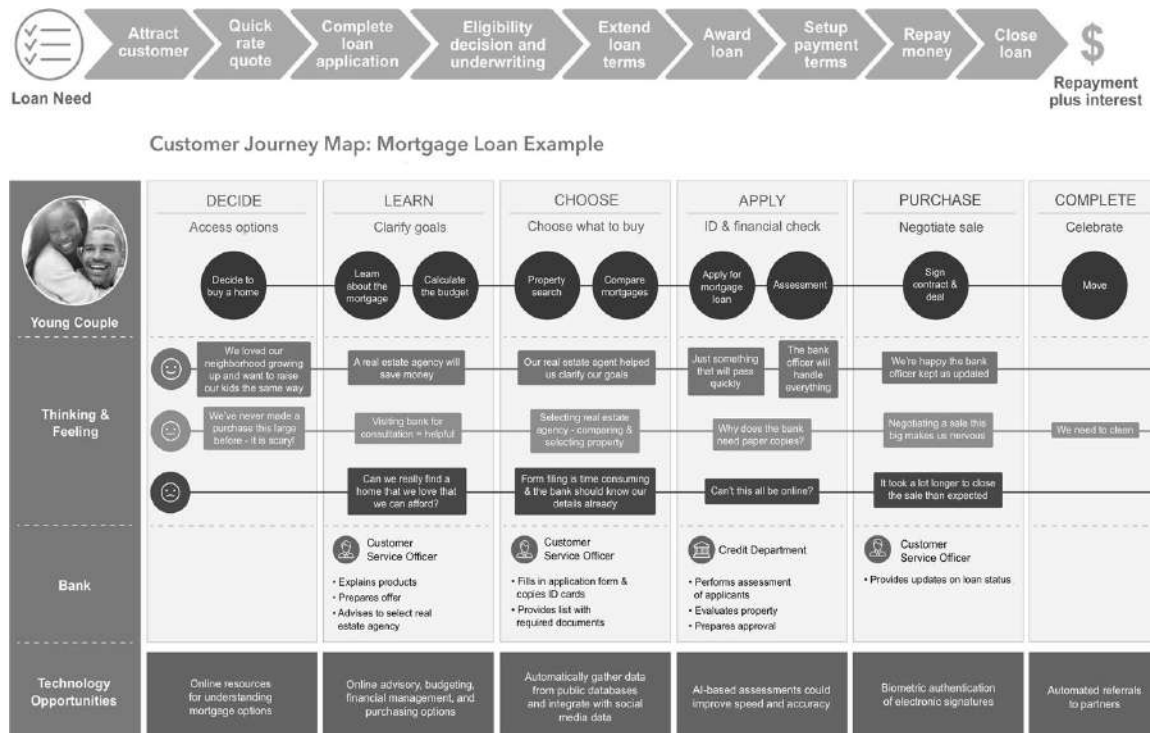 Attract
customer
Quick
rate
quote
Complete
loan
application
Eligibility
decision and
underwriting
Extend
loan
terms
Award
loan
Setup
payment
terms
Repay
money
Close
loan
$
Loan Need
Repayment
plus interest
Customer Journey Map: Mortgage Loan Example
Young Couple
DECIDE
Access options
LEARN
Clarify goals
CHOOSE
Choose what to buy
APPLY
ID & financial check
PURCHASE
Negotiate sale
COMPLETE
Celebrate
Decide to
buy a home
Learn
about the
mortgage
Calculate
the budget
Property
search
Compare
mortgages
Apply for
mortgage
loan
Assessment
Sign
contract &
deal
Move
Thinking &
Feeling
We loved our
neighborhood growing
up and want to raise
our kids the same way
A real estate agency will
save money
Our real estate agent helped
us clarify our goals
Just something
that will pass
quickly
The bank
officer will
handle
everything
We're happy the bank
officer kept us updated
We've never made a
purchase this large
before - it is scary!
Visiting bank for
consultation = helpful
Selecting real estate
agency - comparing &
selecting property
Why does the bank
need paper copies?
Negotiating a sale this
big makes us nervous
We need to clean
Can we really find a
home that we love that
we can afford?
Form filing is time consuming
& the bank should know our
details already
Can't this all be online?
It took a lot longer to close
the sale than expected
Bank
Customer
Service Officer
• Explains products
• Prepares offer
• Advises to select real
estate agency
Customer
Service Officer
• Fills in application form &
copies ID cards
• Provides list with
required documents
Credit Department
• Performs assessment
of applicants
• Evaluates property
• Prepares approval
Customer
Service Officer
• Provides updates on loan status
Technology
Opportunities
Online resources
for understanding
mortgage options
Online advisory, budgeting,
financial management, and
purchasing options
Automatically gather data
from public databases
and integrate with social
media data
AI-based assessments could
improve speed and accuracy
Biometric authentication
of electronic signatures
Automated referrals
to partners